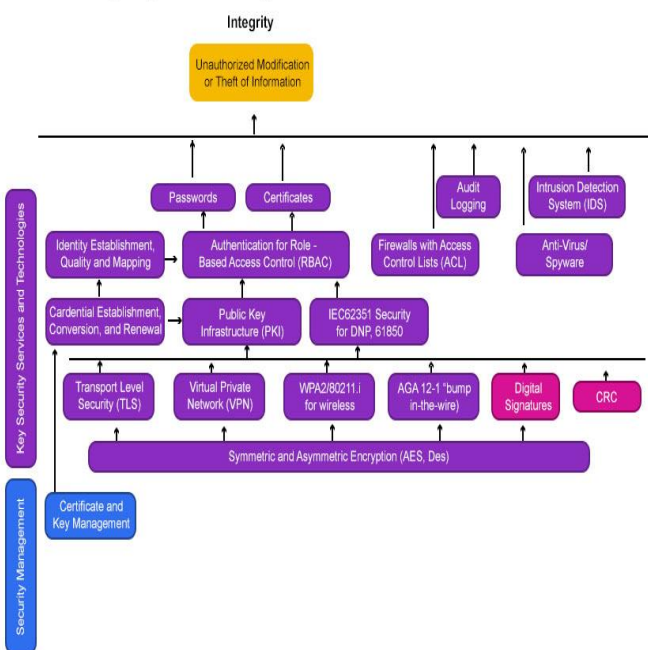 Integrity
Unauthorized Modification
or Theft of Information
Passwords
Certificates
Audit
Logging
Intrusion Detection
System (IDS)
Identity Establishment,
Quality and Mapping
Authentication for Role -
Based Access Control (RBAC)
Firewalls with Access
Control Lists (ACL)
Anti-Virus/
Spyware
Cardential Establishment,
Conversion, and Renewal
Public Key
Infrastructure (PKI)
IEC62351 Security
for DNP, 61850
Transport Level
Security (TLS)
Virtual Private
Network (VPN)
WPA2/80211.i
for wireless
AGA 12-1 "bump
in-the-wire)
Digital
Signatures
CRC
Symmetric and Asymmetric Encryption (AES, Des)
Certificate and
Key Management
Key Security Services and Technologies
Security Management